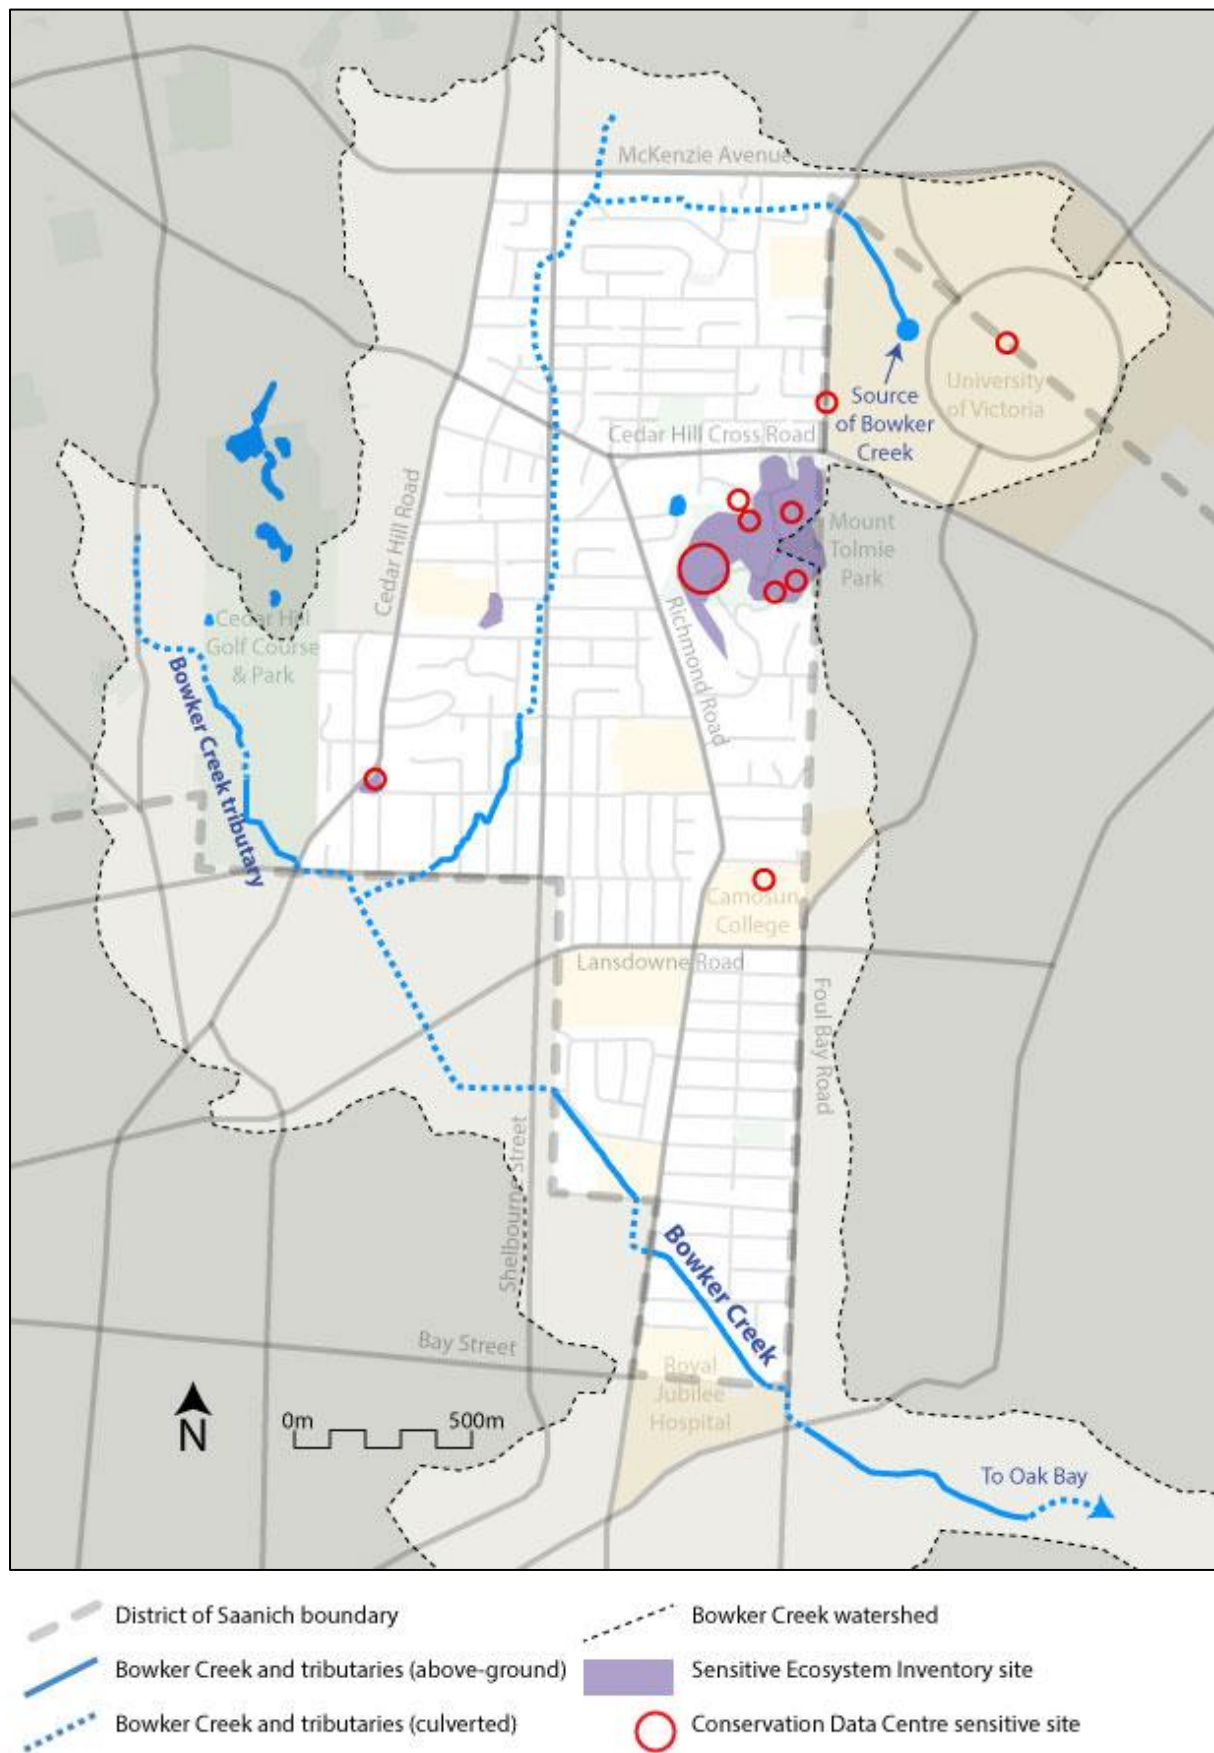 McKenzie Avenue
Source
of Bowker
Creek
University
of Victoria
Cedar Hill Cross Road
Cedar Hill Road
Mount
Tolmie
Park
Cedar Hill
Golf Course
& Park
Richmond Road
Bowker Creek tributary
Camosun
College
Lansdowne Road
Foul Bay Road
Shelbourne Street
Bowker Creek
Bay Street
Royal
Jubilee
Hospital
N
0m 500m
To Oak Bay
District of Saanich boundary
Bowker Creek watershed
Bowker Creek and tributaries (above-ground)
Sensitive Ecosystem Inventory site
Bowker Creek and tributaries (culverted)
Conservation Data Centre sensitive site